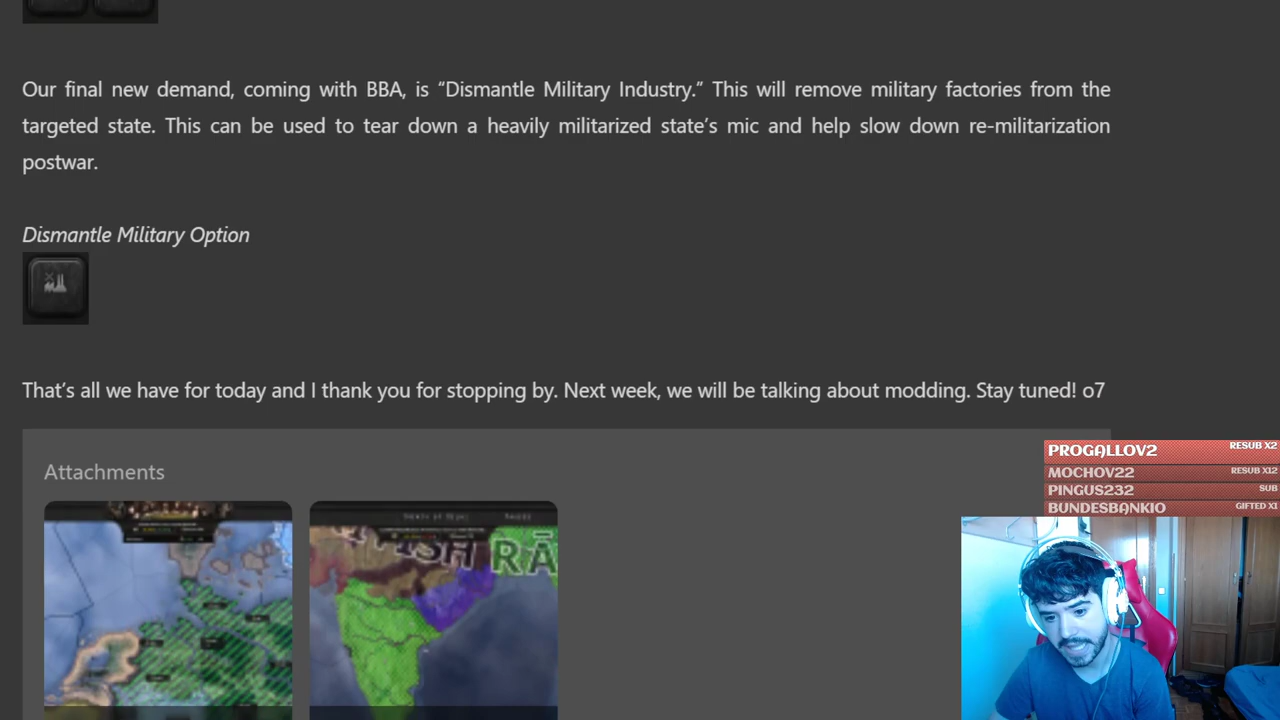 Our final new demand, coming with BBA, is “Dismantle Military Industry.” This will remove military factories from the
targeted state. This can be used to tear down a heavily militarized state’s mic and help slow down re-militarization
postwar.
Dismantle Military Option
That’s all we have for today and I thank you for stopping by. Next week, we will be talking about modding. Stay tuned! o7
Attachments
PROGALLOV2 RESUB X2
MOCHOV22 RESUB X12
PINGUS232 SUB
BUNDESBANKIO GIFTED X1
RĀ